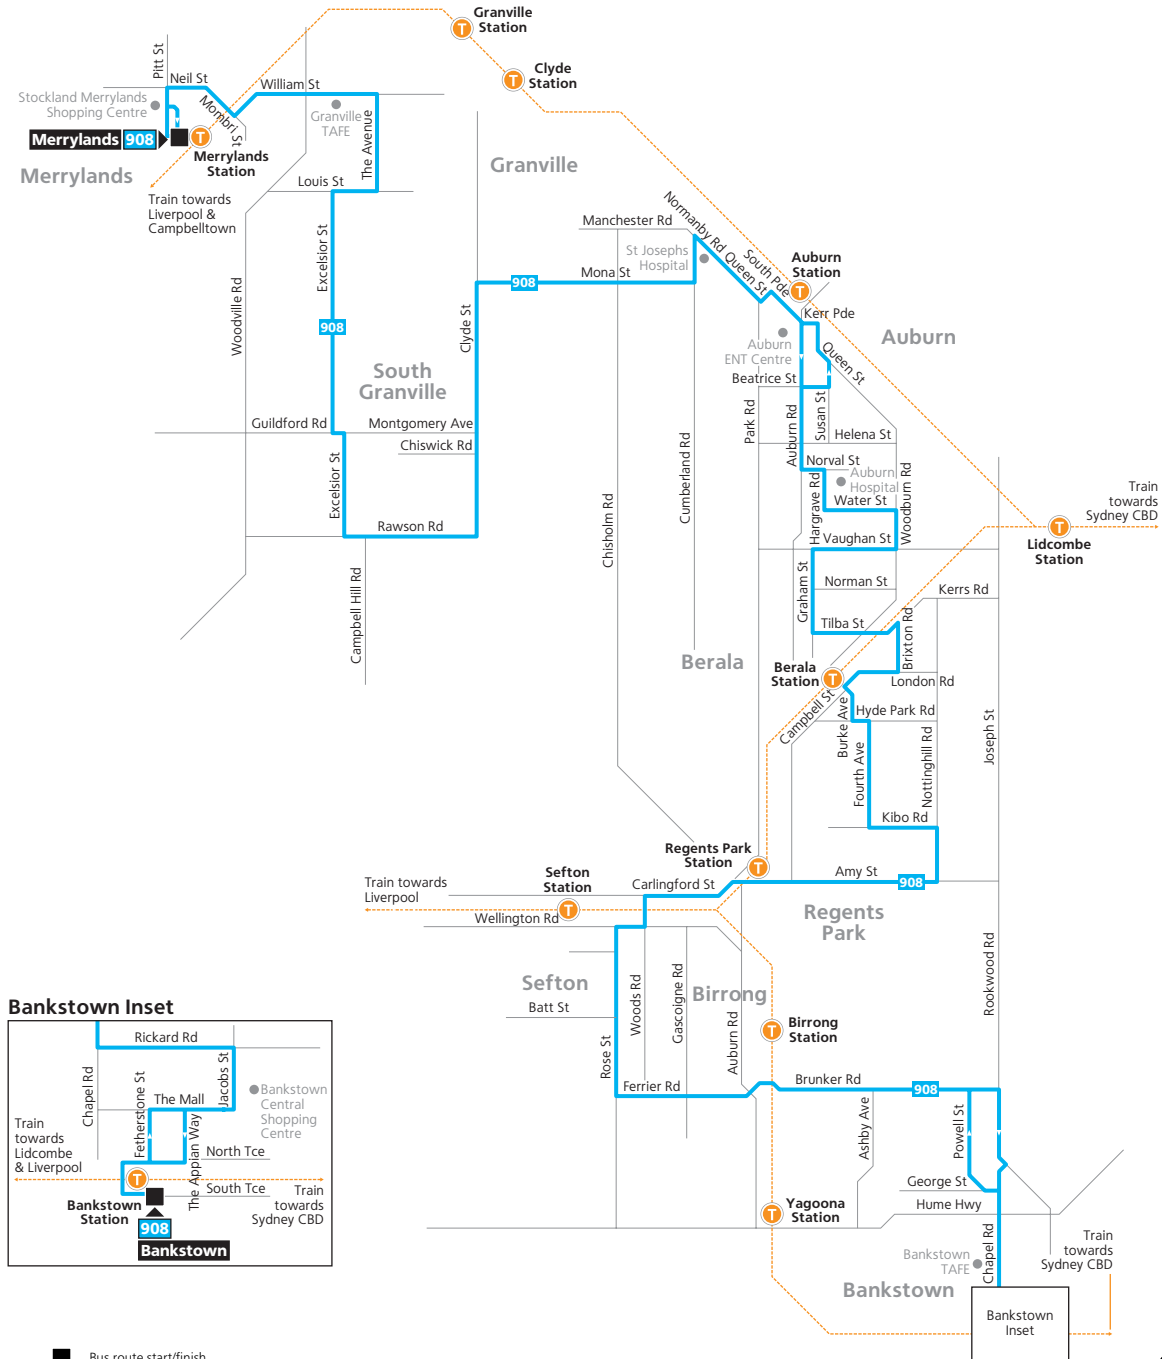 Granville
Station
Clyde
Station
Pitt St
Neil St
William St
Stockland Merrylands
Shopping Centre
Mombri St
Granville
TAFE
The Avenue
Merrylands 908
Merrylands
Station
Merrylands
Louis St
Granville
Train towards
Liverpool &
Campbelltown
Normanby Rd
Manchester Rd
St Josephs
Hospital
Queen St
South Pde
Auburn
Station
Excelsior St
Woodville Rd
908
Mona St
908
Clyde St
Kerr Pde
Auburn
Auburn
ENT Centre
Queen St
South
Granville
Beatrice St
Park Rd
Auburn Rd
Susan St
Guildford Rd
Montgomery Ave
Chiswick Rd
Helena St
Excelsior St
Cumberland Rd
Norval St
Auburn
Hospital
Hargrave Rd
Woodburn Rd
Water St
Train
towards
Sydney CBD
Rawson Rd
Chisholm Rd
Vaughan St
Lidcombe
Station
Campbell Hill Rd
Graham St
Norman St
Kerrs Rd
Tilba St
Brixton Rd
Berala
Berala
Station
London Rd
Campbell St
Burke Ave
Hyde Park Rd
Joseph St
Fourth Ave
Nottinghill Rd
Kibo Rd
Regents Park
Station
Sefton
Station
Train towards
Liverpool
Carlingford St
Amy St
908
Wellington Rd
Regents
Park
Sefton
Birrong
Woods Rd
Gascoigne Rd
Rookwood Rd
Batt St
Birrong
Station
Rose St
Auburn Rd
Ferrier Rd
Brunker Rd
908
Ashby Ave
Powell St
George St
Hume Hwy
Yagoona
Station
Chapel Rd
Bankstown
TAFE
Train
towards
Sydney CBD
Bankstown
Bankstown
Inset
Bankstown Inset
Rickard Rd
Chapel Rd
Fetherstone St
The Mall
Jacobs St
Bankstown
Central
Shopping
Centre
Train
towards
Lidcombe
& Liverpool
The Appian Way
North Tce
South Tce
Bankstown
Station
Train
towards
Sydney CBD
908
Bankstown
Bus route start/finish